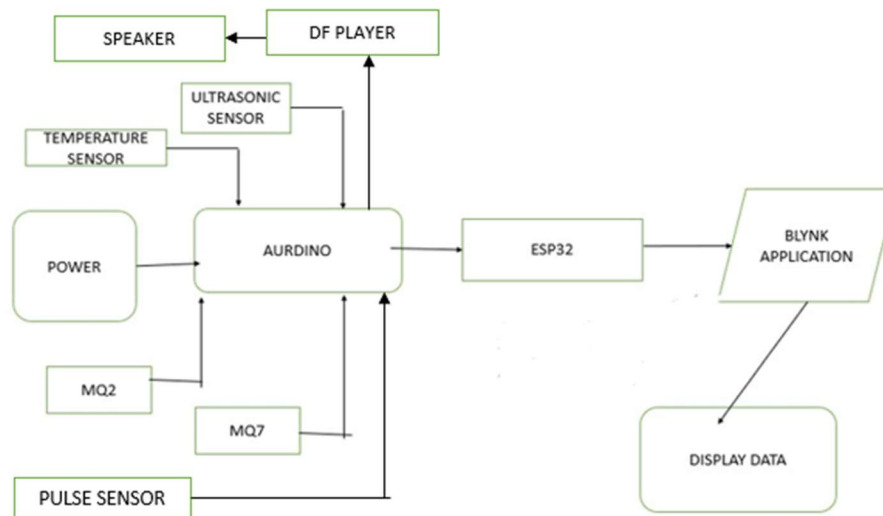 SPEAKER
DF PLAYER
ULTRASONIC
SENSOR
TEMPERATURE
SENSOR
POWER
AURDINO
ESP32
BLYNK
APPLICATION
MQ2
MQ7
DISPLAY DATA
PULSE SENSOR